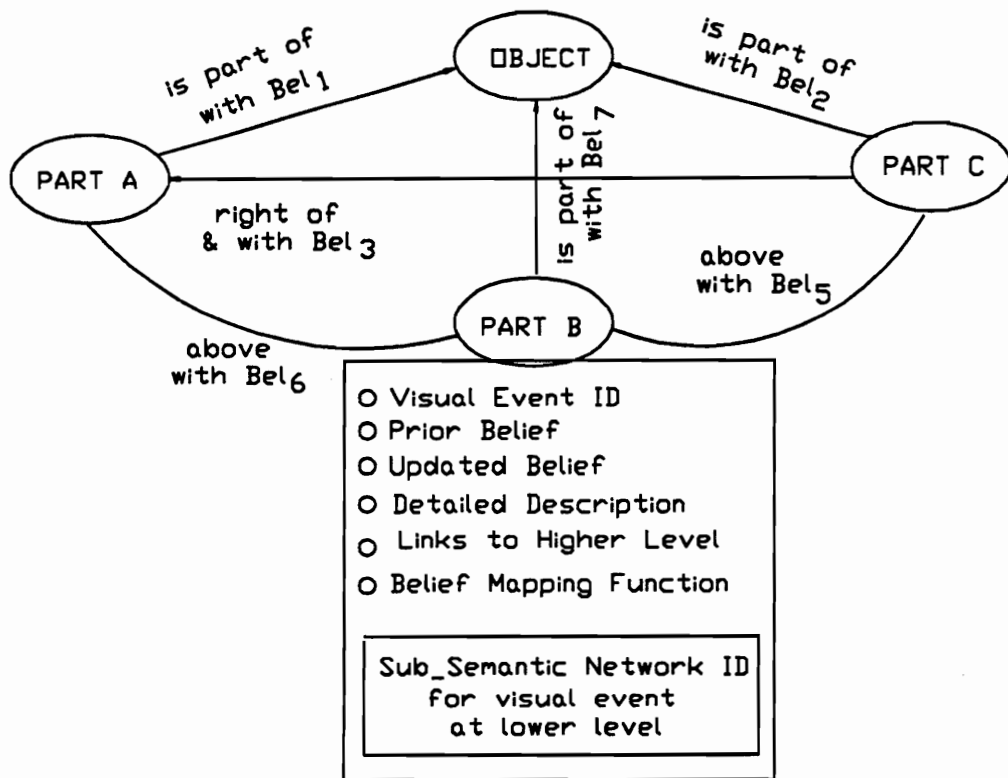 OBJECT
is part of
with Bel1
is part of
with Bel2
is part of
with Bel7
PART A
PART C
right of
& with Bel3
above
with Bel5
PART B
above
with Bel6
Visual Event ID
Prior Belief
Updated Belief
Detailed Description
Links to Higher Level
Belief Mapping Function
Sub_Semantic Network ID
for visual event
at lower level